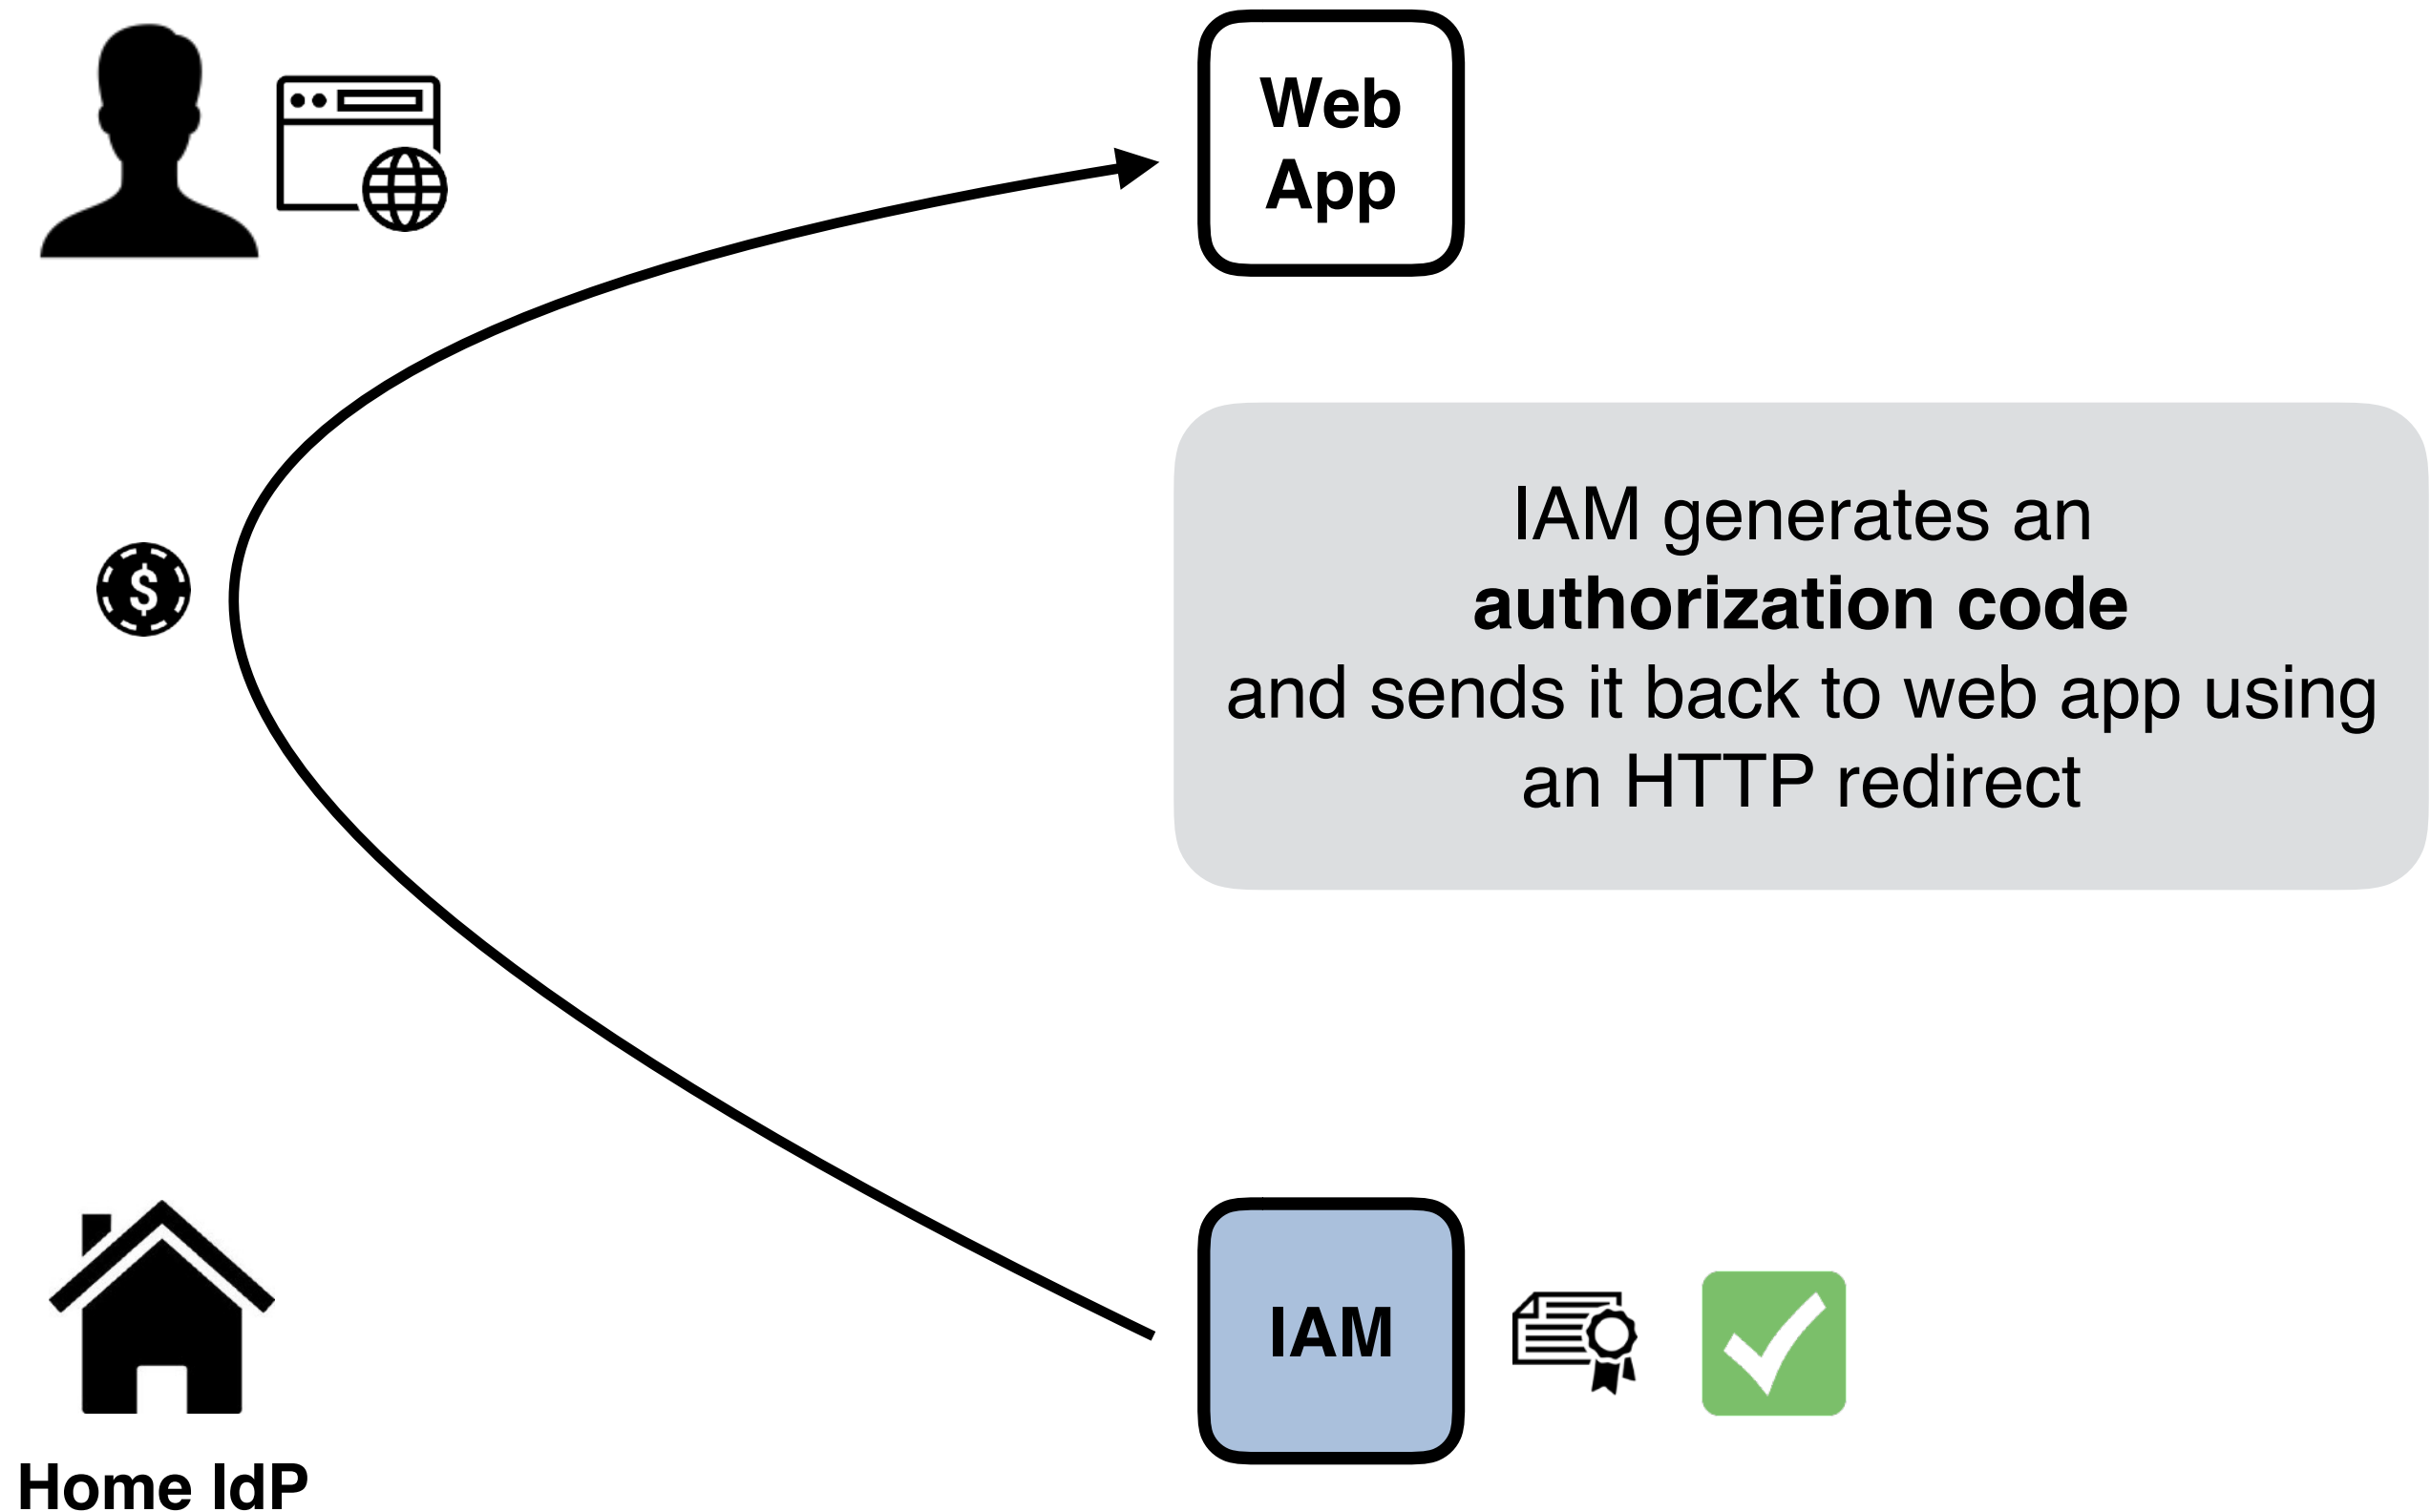 Web
App
IAM generates an
authorization code
and sends it back to web app using
an HTTP redirect
$
IAM
Home IdP